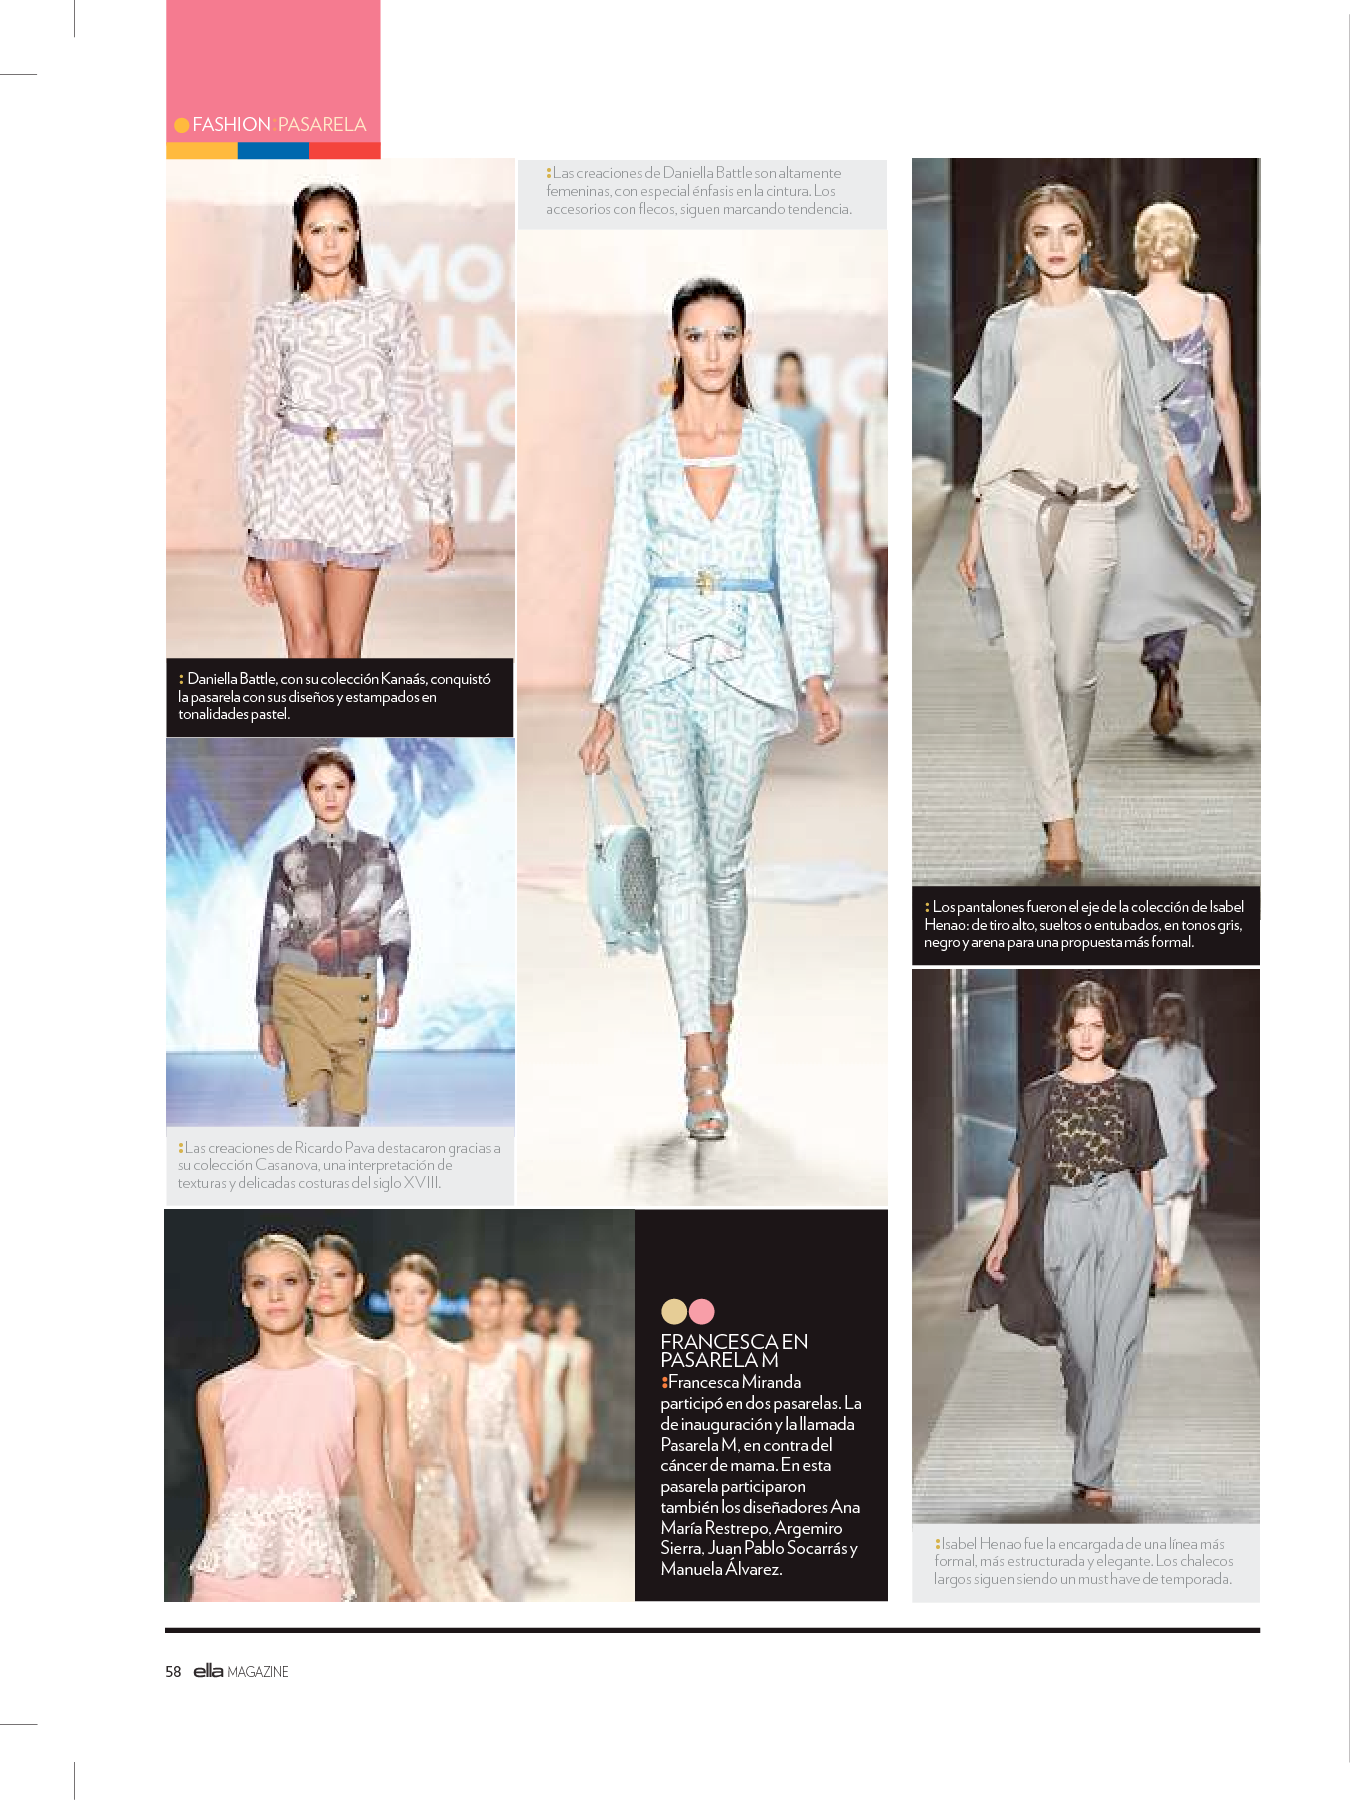 FASHION:PASARELA
:Las creaciones de Daniella Battle son altamente
femeninas, con especial énfasis en la cintura. Los
accesorios con flecos, siguen marcando tendencia.
: Daniella Battle, con su colección Kanaás, conquistó
la pasarela con sus diseños y estampados en
tonalidades pastel.
: Los pantalones fueron el eje de la colección de Isabel
Henao: de tiro alto, sueltos o entubados, en tonos gris,
negro y arena para una propuesta más formal.
:Las creaciones de Ricardo Pava destacaron gracias a
su colección Casanova, una interpretación de
texturas y delicadas costuras del siglo XVIII.
FRANCESCA EN
PASARELA M
:Francesca Miranda
participó en dos pasarelas. La
de inauguración y la llamada
Pasarela M, en contra del
cáncer de mama. En esta
pasarela participaron
también los diseñadores Ana
María Restrepo, Argemiro
Sierra, Juan Pablo Socarrás y
Manuela Álvarez.
:Isabel Henao fue la encargada de una línea más
formal, más estructurada y elegante. Los chalecos
largos siguen siendo un must have de temporada.
58 ella MAGAZINE